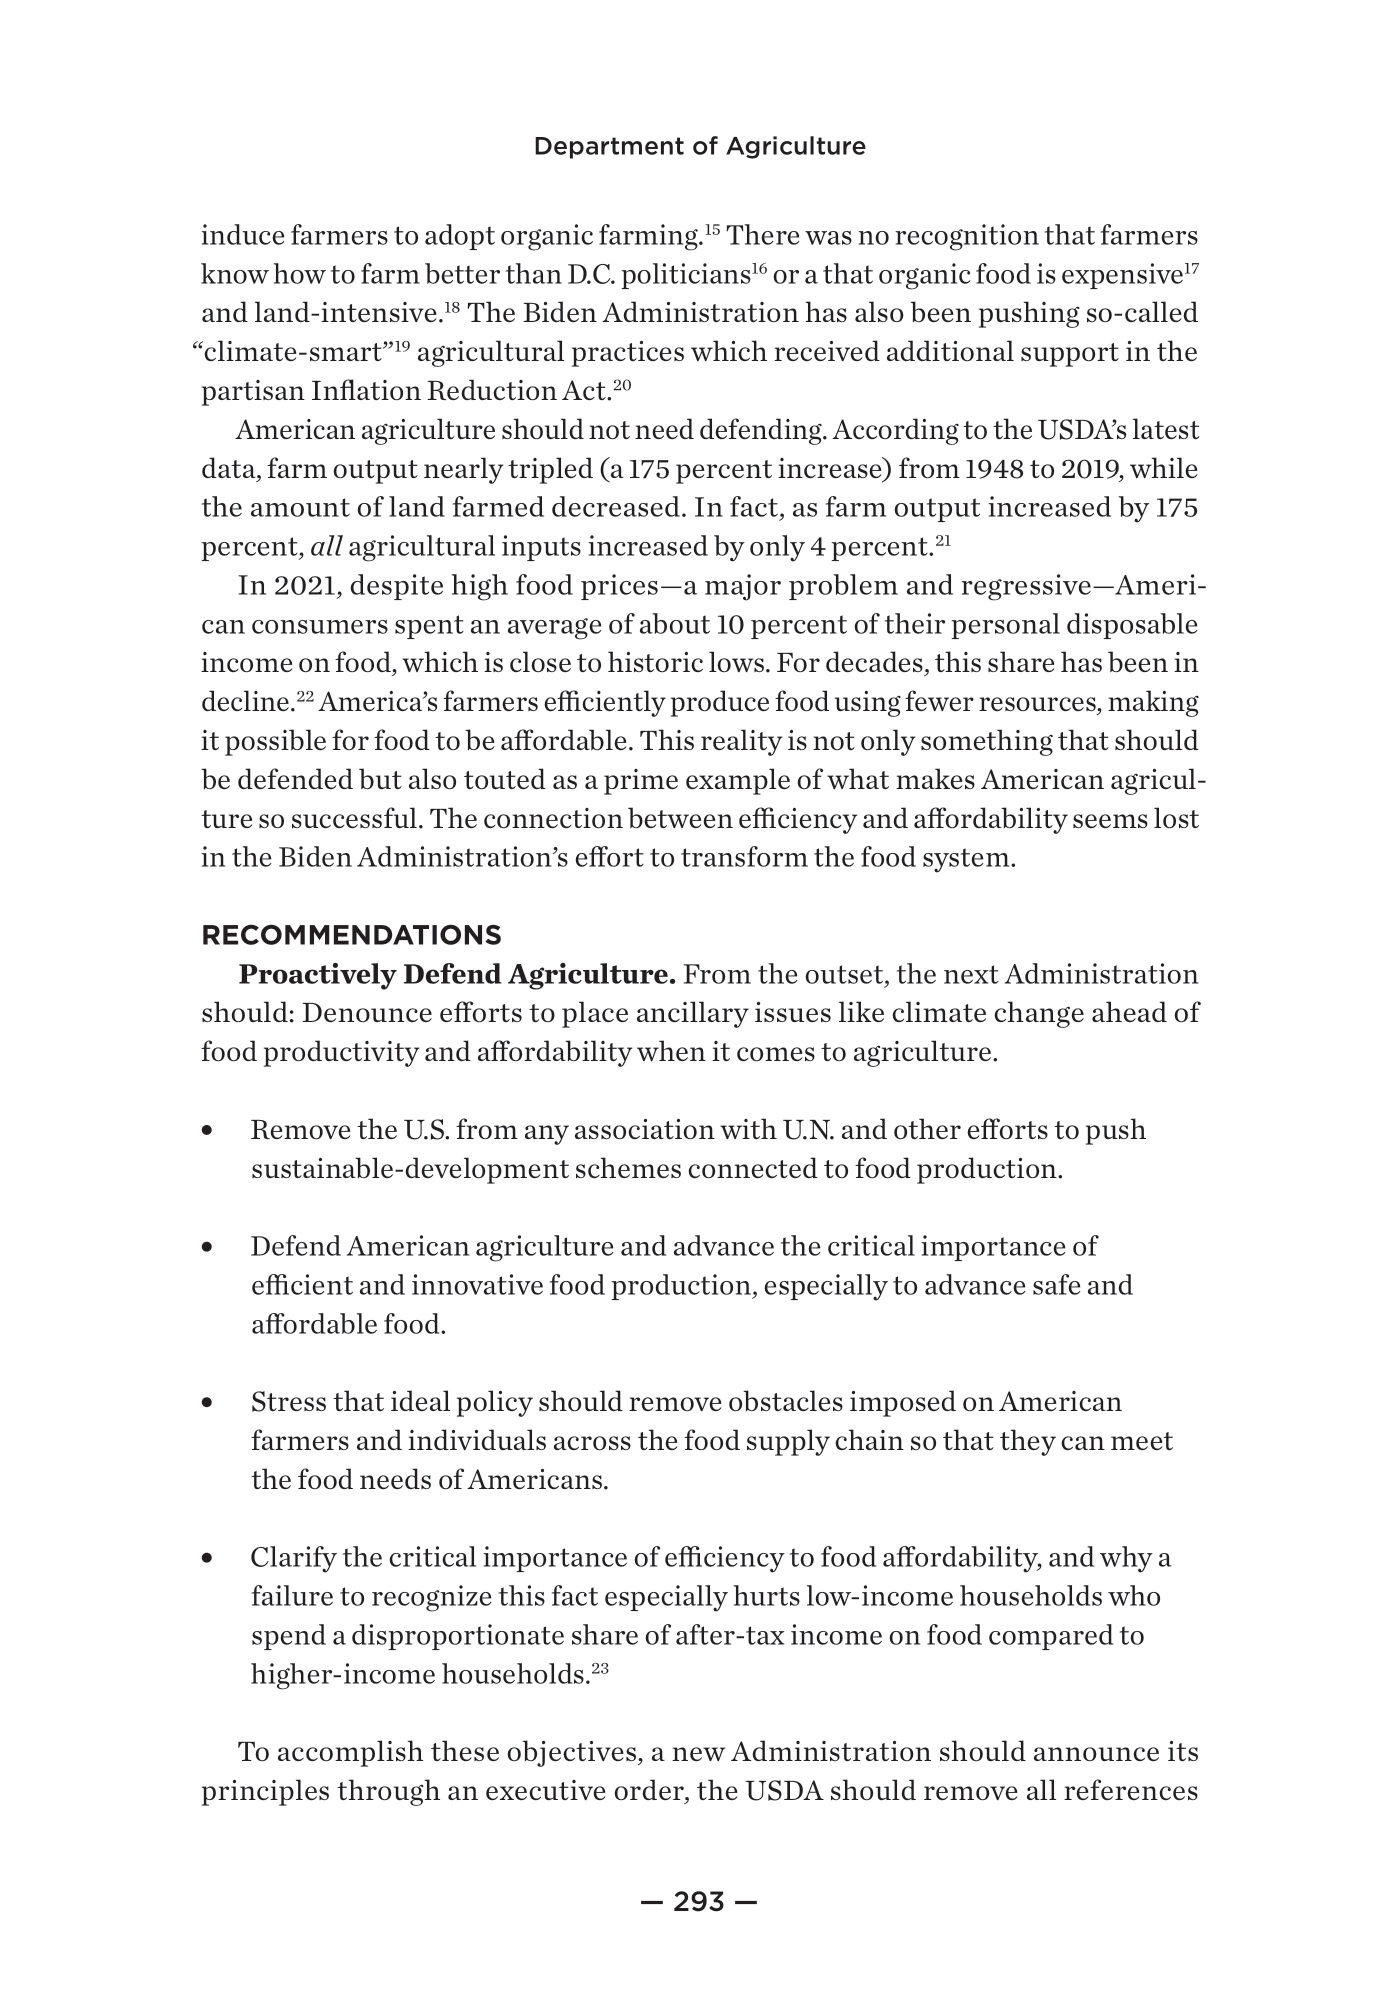 Department of Agriculture
induce farmers to adopt organic farming.15 There was no recognition that farmers
know how to farm better than D.C. politicians16 or a that organic food is expensive17
and land-intensive.18 The Biden Administration has also been pushing so-called
“climate-smart”19 agricultural practices which received additional support in the
partisan Inflation Reduction Act.20
American agriculture should not need defending. According to the USDA’s latest
data, farm output nearly tripled (a 175 percent increase) from 1948 to 2019, while
the amount of land farmed decreased. In fact, as farm output increased by 175
percent, all agricultural inputs increased by only 4 percent.21
In 2021, despite high food prices—a major problem and regressive—Ameri-
can consumers spent an average of about 10 percent of their personal disposable
income on food, which is close to historic lows. For decades, this share has been in
decline.22 America’s farmers efficiently produce food using fewer resources, making
it possible for food to be affordable. This reality is not only something that should
be defended but also touted as a prime example of what makes American agricul-
ture so successful. The connection between efficiency and affordability seems lost
in the Biden Administration’s effort to transform the food system.
RECOMMENDATIONS
Proactively Defend Agriculture. From the outset, the next Administration
should: Denounce efforts to place ancillary issues like climate change ahead of
food productivity and affordability when it comes to agriculture.
• Remove the U.S. from any association with U.N. and other efforts to push
sustainable-development schemes connected to food production.
• Defend American agriculture and advance the critical importance of
efficient and innovative food production, especially to advance safe and
affordable food.
• Stress that ideal policy should remove obstacles imposed on American
farmers and individuals across the food supply chain so that they can meet
the food needs of Americans.
• Clarify the critical importance of efficiency to food affordability, and why a
failure to recognize this fact especially hurts low-income households who
spend a disproportionate share of after-tax income on food compared to
higher-income households.23
To accomplish these objectives, a new Administration should announce its
principles through an executive order, the USDA should remove all references
— 293 —